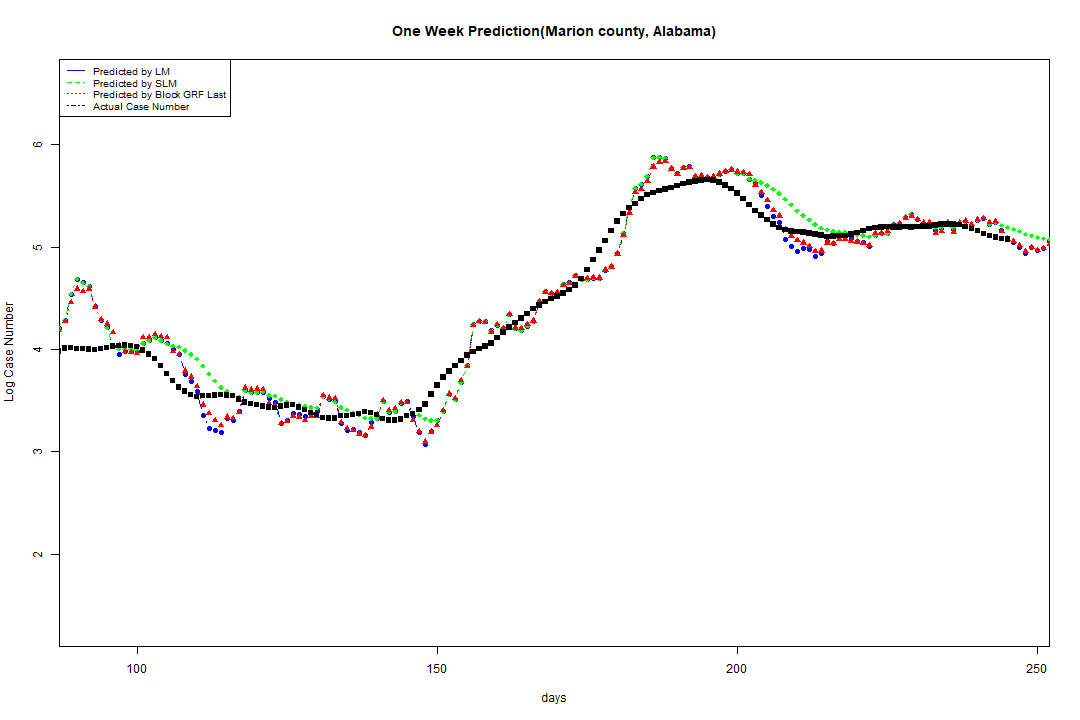 One Week Prediction(Marion county, Alabama)
Predicted by LM
Predicted by SLM
Predicted by Block GRF Last
Actual Case Number
6
5
4
3
2
Log Case Number
100 150 200 250
days